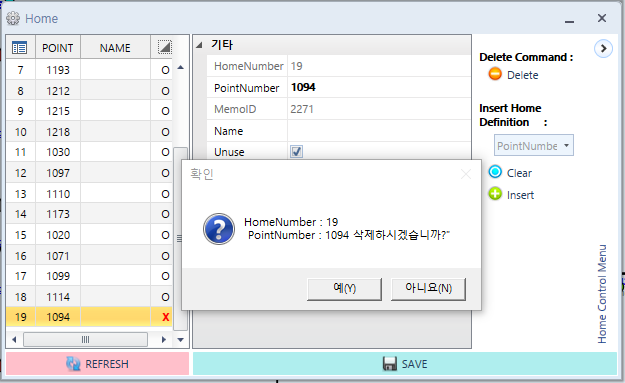 Home
POINT NAME
7 1193 O
8 1212 O
9 1215 O
10 1218 O
11 1030 O
12 1097 O
13 1110 O
14 1173 O
15 1020 O
16 1071 O
17 1099 O
18 1114 O
19 1094 X
REFRESH
기타
HomeNumber 19
PointNumber 1094
MemoID 2271
Name
Unuse
SAVE
확인
HomeNumber : 19
PointNumber : 1094 삭제하시겠습니까?"
예(Y) 아니요(N)
Delete Command :
Delete
Insert Home
Definition :
PointNumbe
Clear
Insert
Home Control Menu